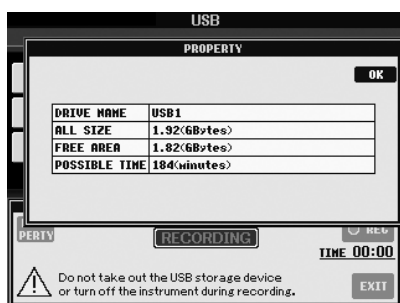 USB
PROPERTY
OK
DRIVE NAME USB1
ALL SIZE 1.92(GBytes)
FREE AREA 1.82(GBytes)
POSSIBLE TIME 184(minutes)
PERTY
RECORDING
REC
TIME 00:00
Do not take out the USB storage device
or turn off the instrument during recording.
EXIT